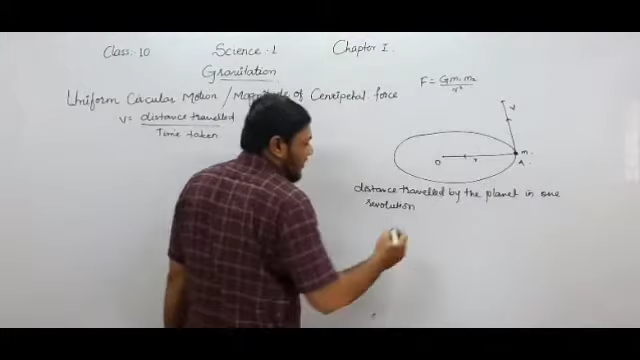 Class: 10 Science: 1 Chapter I.
Gravitation
Uniform Circular Motion / Magnitude of Centripetal force
F = Gm₁m₂ / r²
v = distance travelled / Time taken
v
O r m
A
distance travelled by the planet in one
revolution